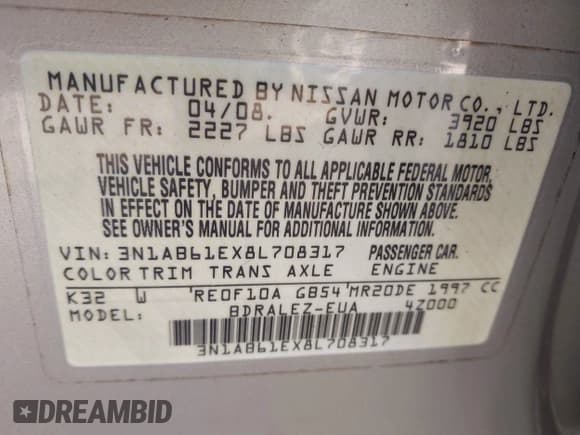 MANUFACTURED BY NISSAN MOTOR CO., LTD.
DATE: 04/08. GVWR: 3920 LBS
GAWR FR: 2227 LBS GAWR RR: 1810 LBS
THIS VEHICLE CONFORMS TO ALL APPLICABLE FEDERAL MOTOR
VEHICLE SAFETY, BUMPER AND THEFT PREVENTION STANDARDS
IN EFFECT ON THE DATE OF MANUFACTURE SHOWN ABOVE.
SEE OWNER'S MANUAL FOR ADDITIONAL INFORMATION.
VIN: 3N1AB61EX8L708317 PASSENGER CAR.
COLOR TRIM TRANS AXLE ENGINE
K32 W RE0F10A GB54 MR20DE 1997 CC
MODEL: BDRALEZ-EUA 4Z000
3N1AB61EX8L708317
DREAMBID